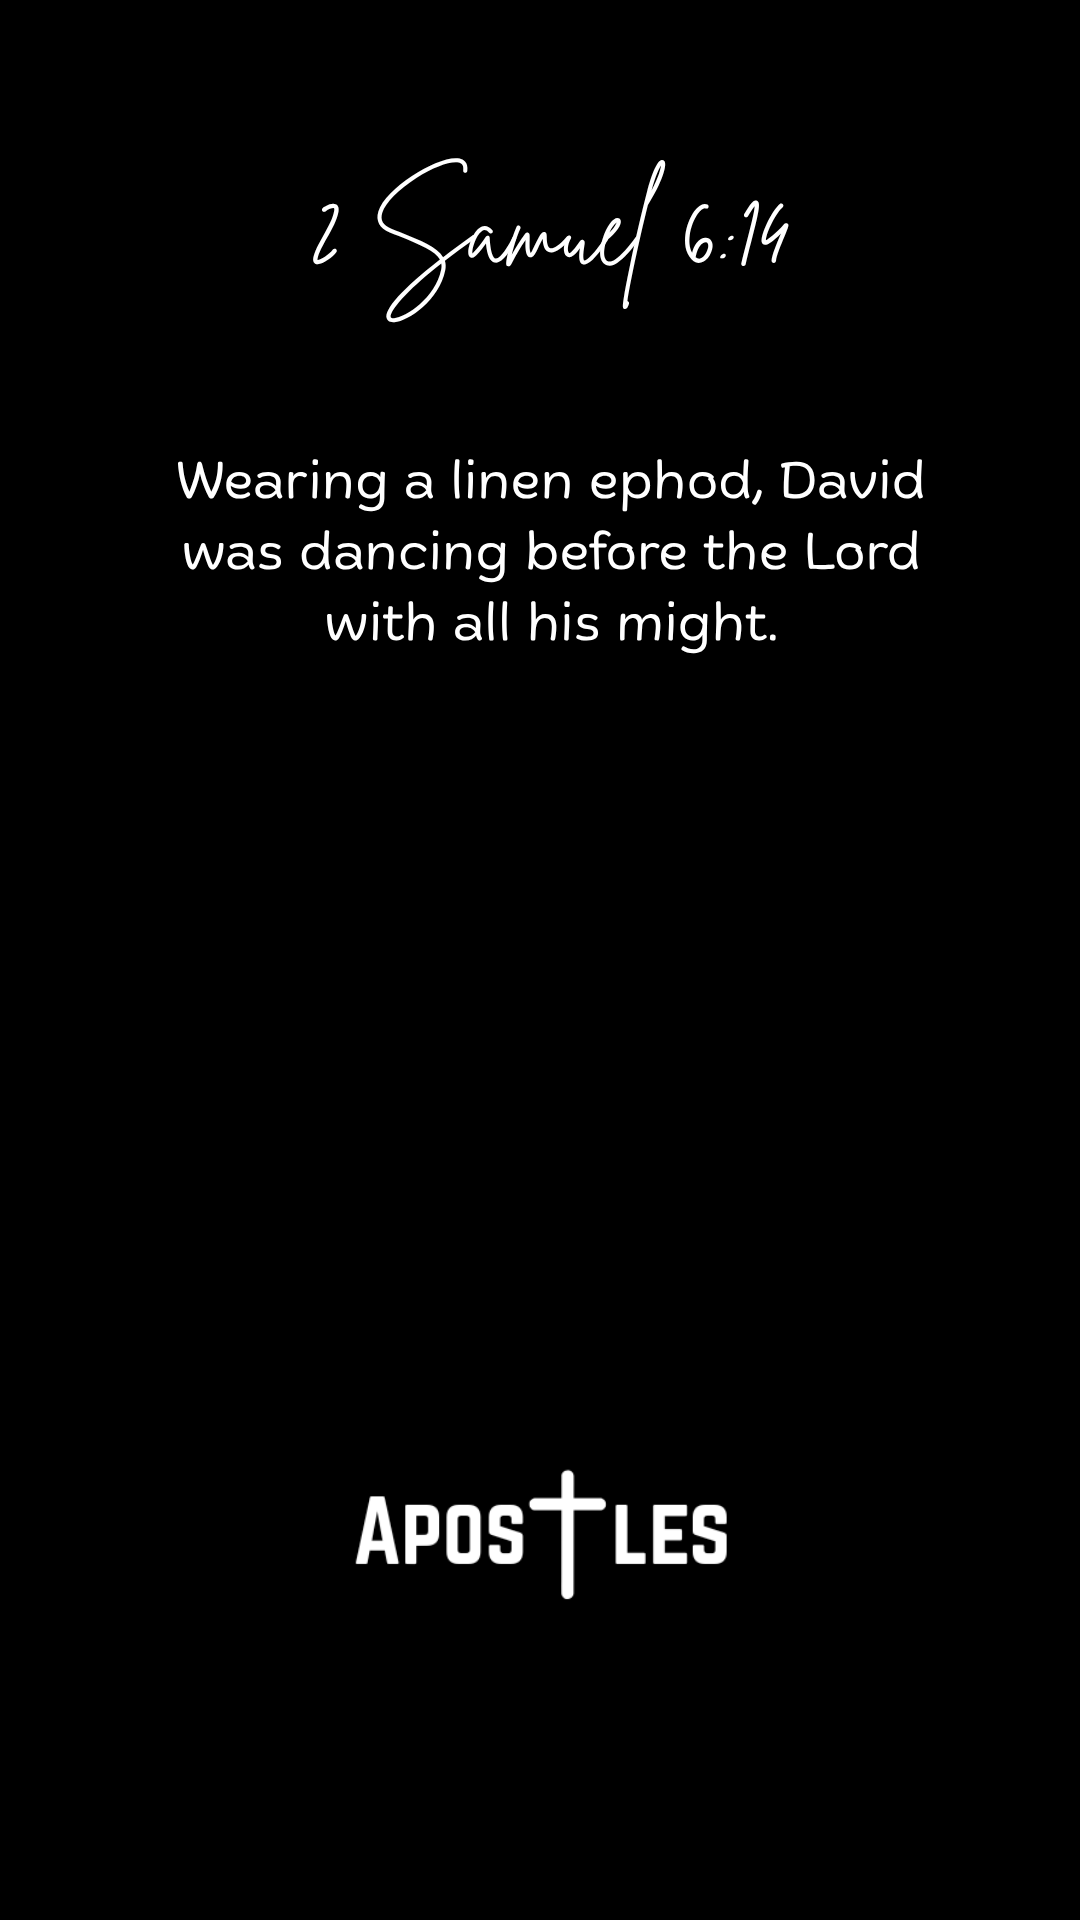 2 Samuel 6:14
Wearing a linen ephod, David
was dancing before the Lord
with all his might.
Apostles